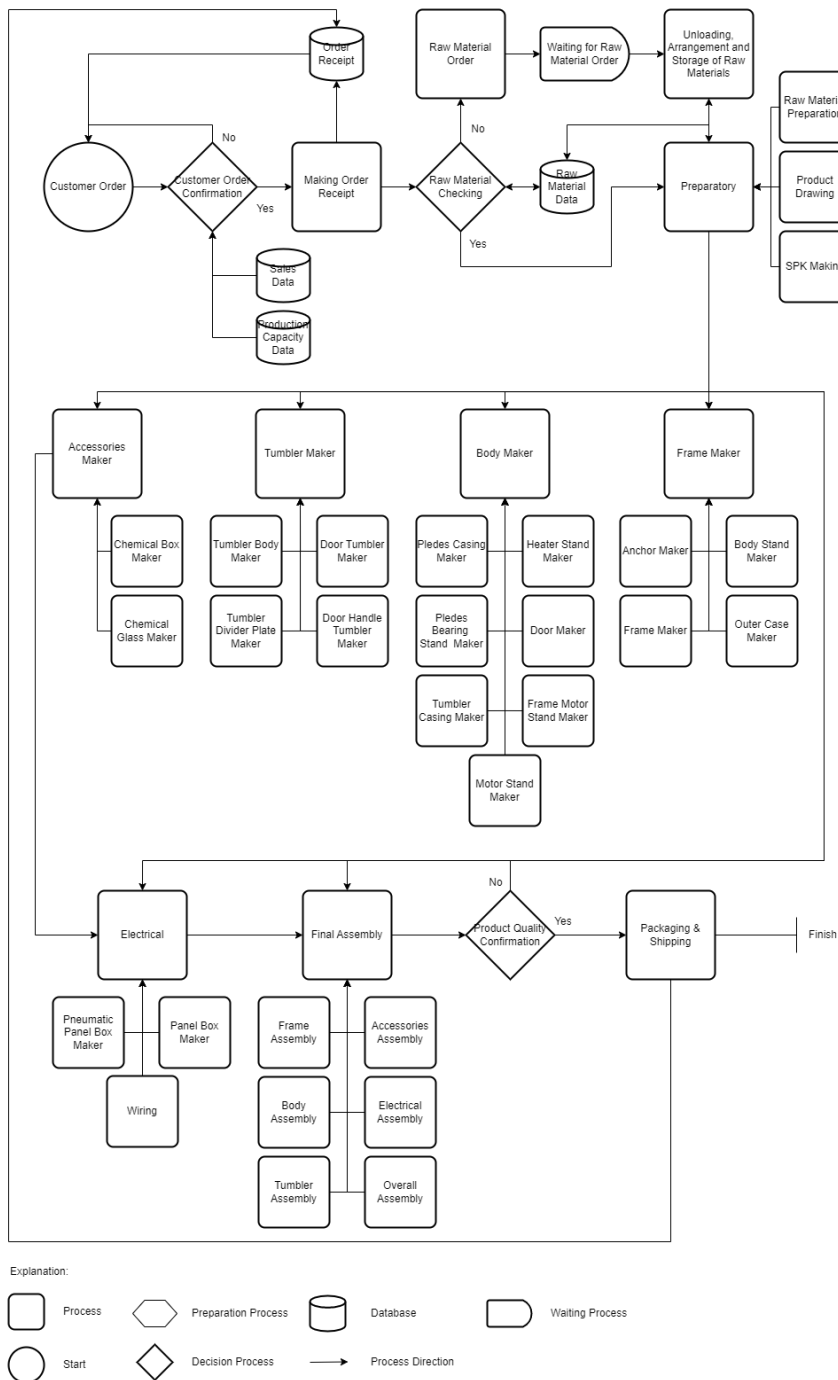 Order
Receipt
Raw Material
Order
Waiting for Raw
Material Order
Unloading,
Arrangement and
Storage of Raw
Materials
Raw Material
Preparation
No
No
Customer Order
Customer Order
Confirmation
Yes
Making Order
Receipt
Raw Material
Checking
Yes
Raw
Material
Data
Preparatory
Product
Drawing
SPK Making
Sales
Data
Production
Capacity
Data
Accessories
Maker
Tumbler Maker
Body Maker
Frame Maker
Chemical Box
Maker
Tumbler Body
Maker
Door Tumbler
Maker
Pledes Casing
Maker
Heater Stand
Maker
Anchor Maker
Body Stand
Maker
Chemical
Glass Maker
Tumbler
Divider Plate
Maker
Door Handle
Tumbler
Maker
Pledes
Bearing
Stand Maker
Door Maker
Frame Maker
Outer Case
Maker
Tumbler
Casing Maker
Frame Motor
Stand Maker
Motor Stand
Maker
No
Electrical
Final Assembly
Product Quality
Confirmation
Yes
Packaging &
Shipping
Finish
Pneumatic
Panel Box
Maker
Panel Box
Maker
Wiring
Frame
Assembly
Accessories
Assembly
Body
Assembly
Electrical
Assembly
Tumbler
Assembly
Overall
Assembly
Explanation:
Process
Preparation Process
Database
Waiting Process
Start
Decision Process
Process Direction